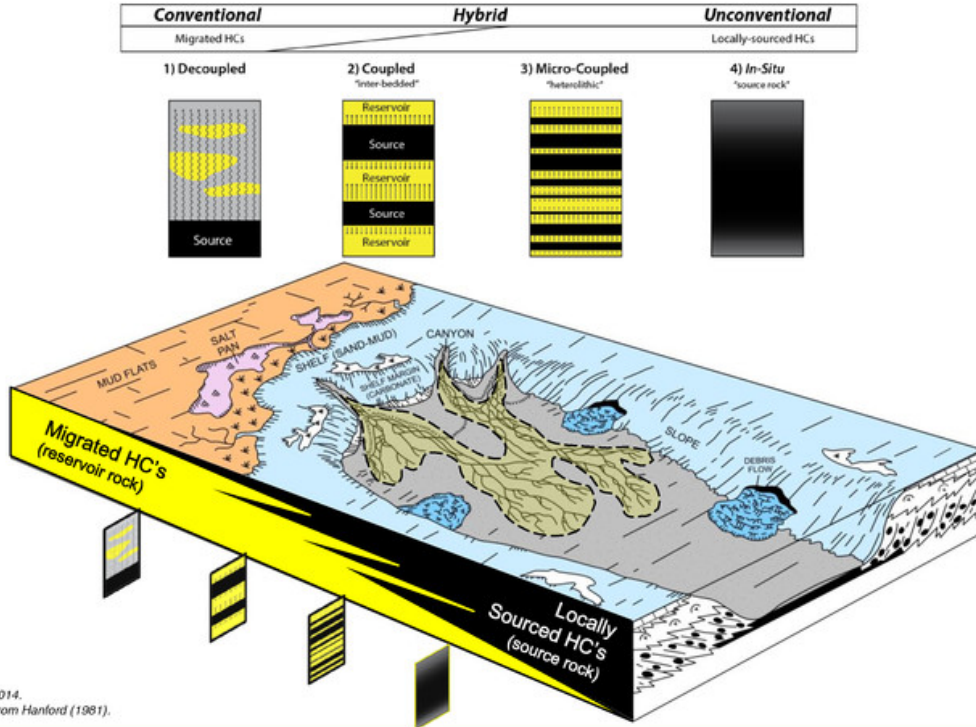 Conventional
Hybrid
Unconventional
Migrated HCs
Locally-sourced HCs
1) Decoupled
2) Coupled
"inter-bedded"
3) Micro-Coupled
"heterolithic"
4) In-Situ
"source rock"
Source
Reservoir
Source
Reservoir
Source
Reservoir
MUD FLATS
SALT
PAN
SHELF (SAND-MUD)
CANYON
SHELF MARGIN
(CARBONATE)
SLOPE
DEBRIS
FLOW
Migrated HC's
(reservoir rock)
Locally
Sourced HC's
(source rock)
014.
om Hanford (1981).